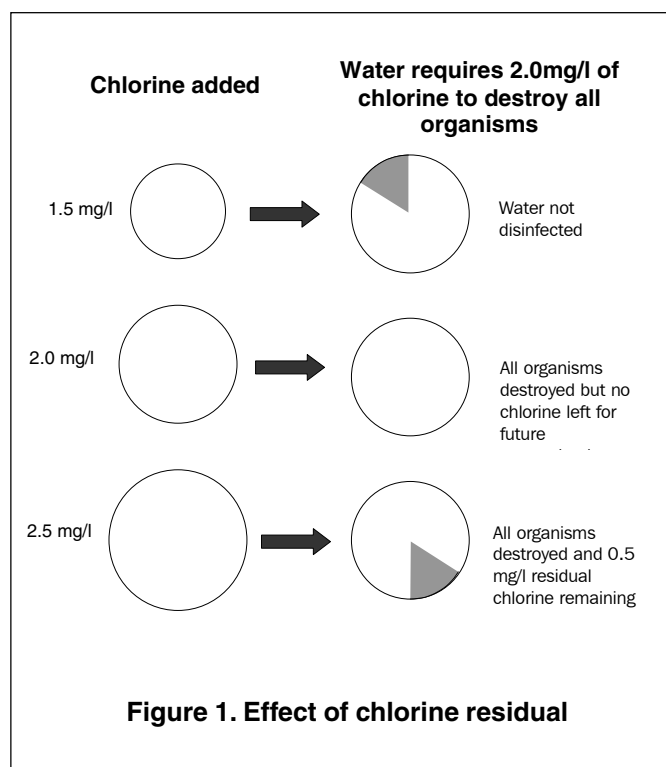 Chlorine added
Water requires 2.0mg/l of
chlorine to destroy all
organisms
1.5 mg/l
Water not
disinfected
2.0 mg/l
All organisms
destroyed but no
chlorine left for
future
2.5 mg/l
All organisms
destroyed and 0.5
mg/l residual
chlorine remaining
Figure 1. Effect of chlorine residual